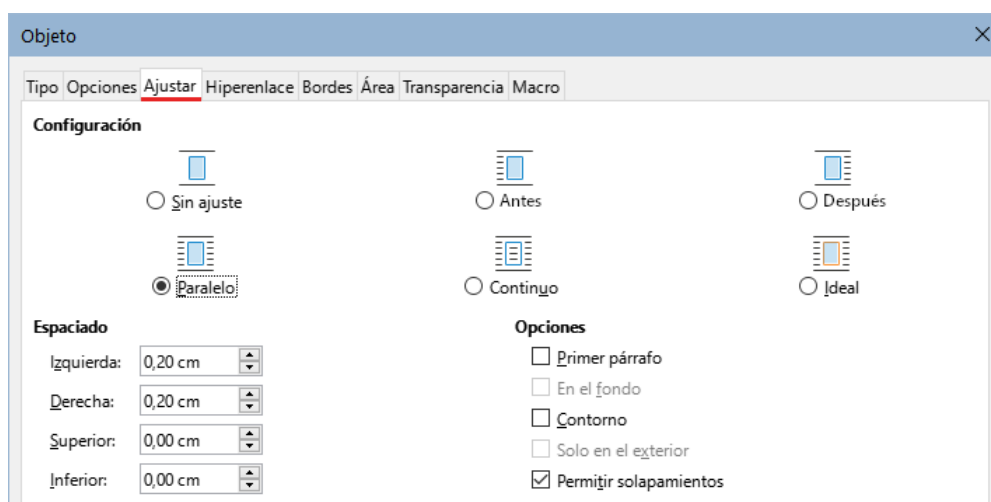 Objeto
Tipo Opciones Ajustar Hiperenlace Bordes Área Transparencia Macro
Configuración
Sin ajuste Antes Después
Paralelo Continuo Ideal
Espaciado Opciones
Izquierda: 0,20 cm Primer párrafo
En el fondo
Derecha: 0,20 cm Contorno
Superior: 0,00 cm Solo en el exterior
Inferior: 0,00 cm Permitir solapamientos